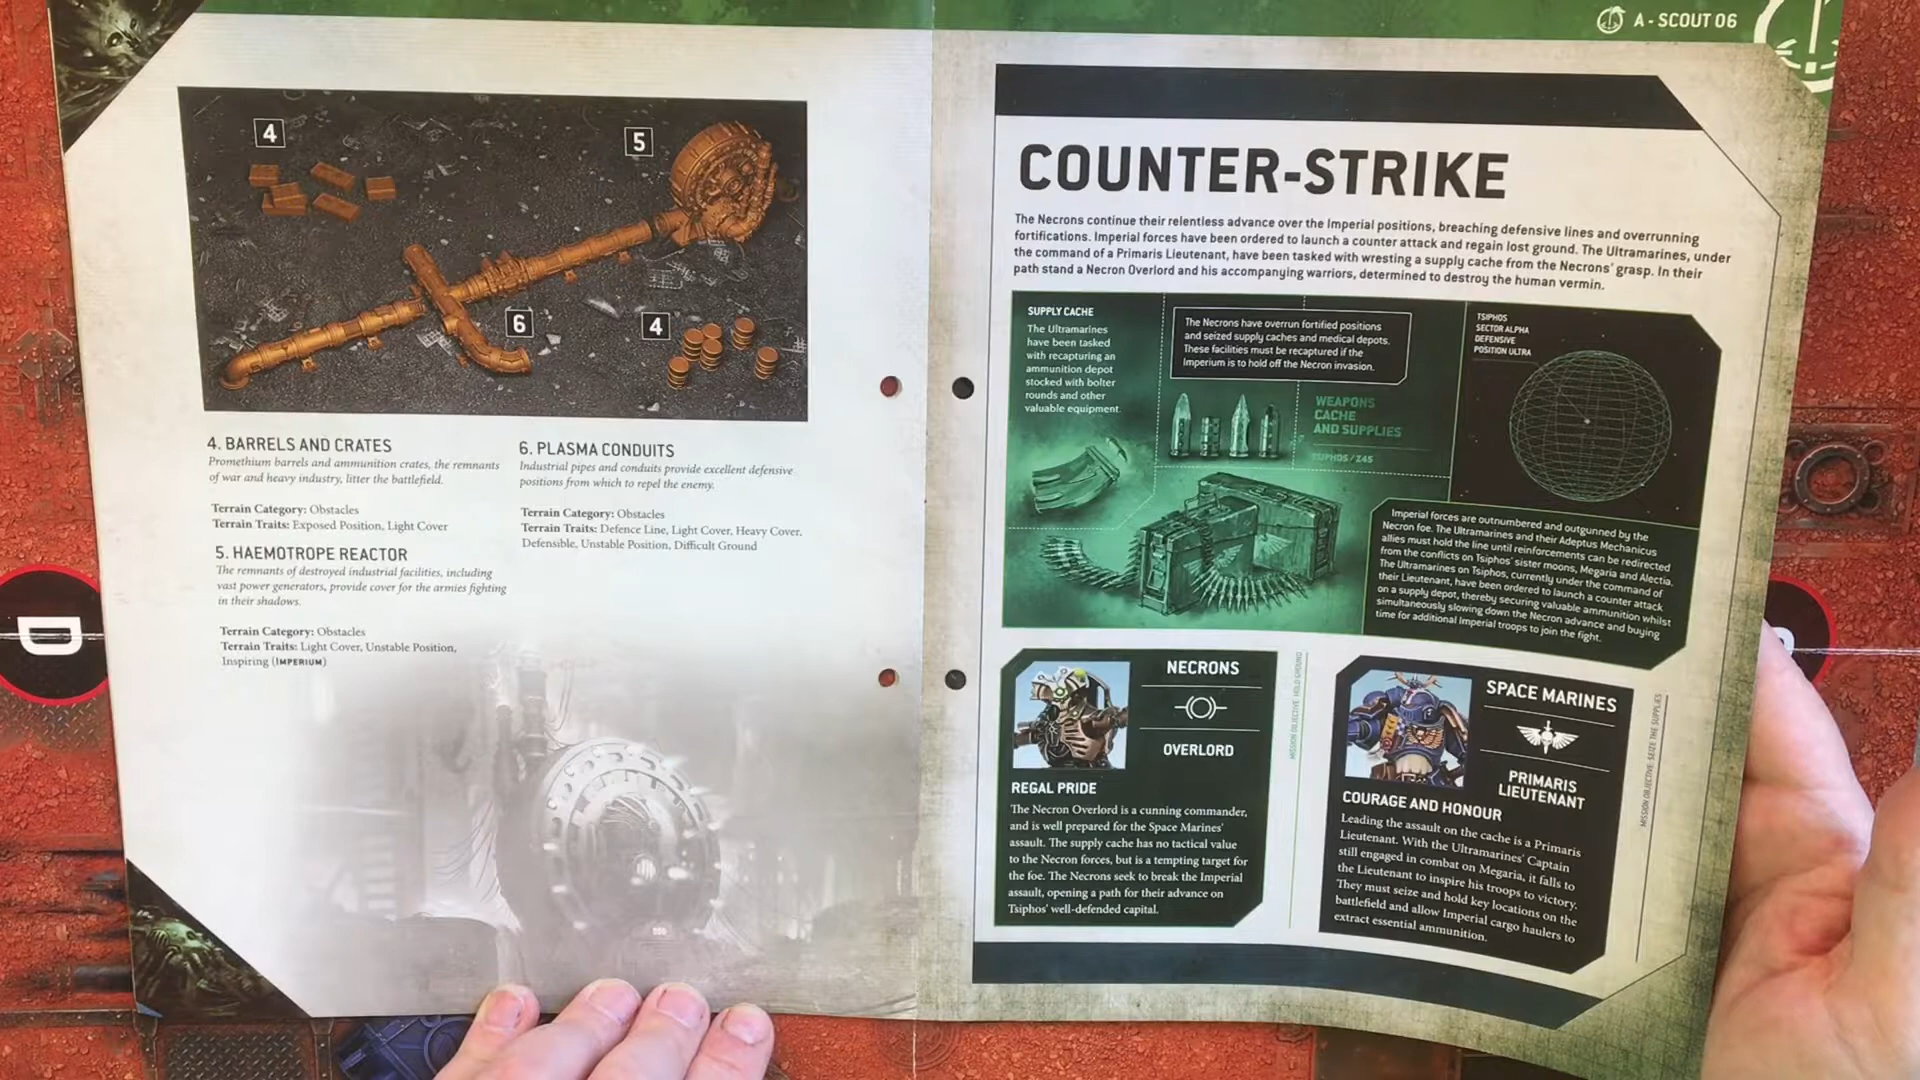 A - SCOUT 06
4
5
6
4
4. BARRELS AND CRATES
Promethium barrels and ammunition crates, the remnants
of war and heavy industry, litter the battlefield.
Terrain Category: Obstacles
Terrain Traits: Exposed Position, Light Cover
5. HAEMOTROPE REACTOR
The remnants of destroyed industrial facilities, including
vast power generators, provide cover for the armies fighting
in their shadows.
Terrain Category: Obstacles
Terrain Traits: Light Cover, Unstable Position,
Inspiring (IMPERIUM)
6. PLASMA CONDUITS
Industrial pipes and conduits provide excellent defensive
positions from which to repel the enemy.
Terrain Category: Obstacles
Terrain Traits: Defence Line, Light Cover, Heavy Cover,
Defensible, Unstable Position, Difficult Ground
COUNTER-STRIKE
The Necrons continue their relentless advance over the Imperial positions, breaching defensive lines and overrunning
fortifications. Imperial forces have been ordered to launch a counter attack and regain lost ground. The Ultramarines, under
the command of a Primaris Lieutenant, have been tasked with wresting a supply cache from the Necrons' grasp. In their
path stand a Necron Overlord and his accompanying warriors, determined to destroy the human vermin.
SUPPLY CACHE
The Ultramarines
have been tasked
with recapturing an
ammunition depot
stocked with bolter
rounds and other
valuable equipment.
The Necrons have overrun fortified positions
and seized supply caches and medical depots.
These facilities must be recaptured if the
Imperium is to hold off the Necron invasion.
WEAPONS
CACHE
AND SUPPLIES
TSIPHOS / Z45
TSIPHOS
SECTOR ALPHA
DEFENSIVE
POSITION ULTRA
Imperial forces are outnumbered and outgunned by the
Necron foe. The Ultramarines and their Adeptus Mechanicus
allies must hold the line until reinforcements can be redirected
from the conflicts on Tsiphos' sister moons, Megaria and Alectia.
The Ultramarines on Tsiphos, currently under the command of
their Lieutenant, have been ordered to launch a counter attack
on a supply depot, thereby securing valuable ammunition whilst
simultaneously slowing down the Necron advance and buying
time for additional Imperial troops to join the fight.
NECRONS
OVERLORD
REGAL PRIDE
The Necron Overlord is a cunning commander,
and is well prepared for the Space Marines'
assault. The supply cache has no tactical value
to the Necron forces, but is a tempting target for
the foe. The Necrons seek to break the Imperial
assault, opening a path for their advance on
Tsiphos' well-defended capital.
MISSION OBJECTIVE: HOLD GROUND
SPACE MARINES
PRIMARIS
LIEUTENANT
COURAGE AND HONOUR
Leading the assault on the cache is a Primaris
Lieutenant. With the Ultramarines' Captain
still engaged in combat on Megaria, it falls to
the Lieutenant to inspire his troops to victory.
They must seize and hold key locations on the
battlefield and allow Imperial cargo haulers to
extract essential ammunition.
MISSION OBJECTIVE: SEIZE THE SUPPLIES
D